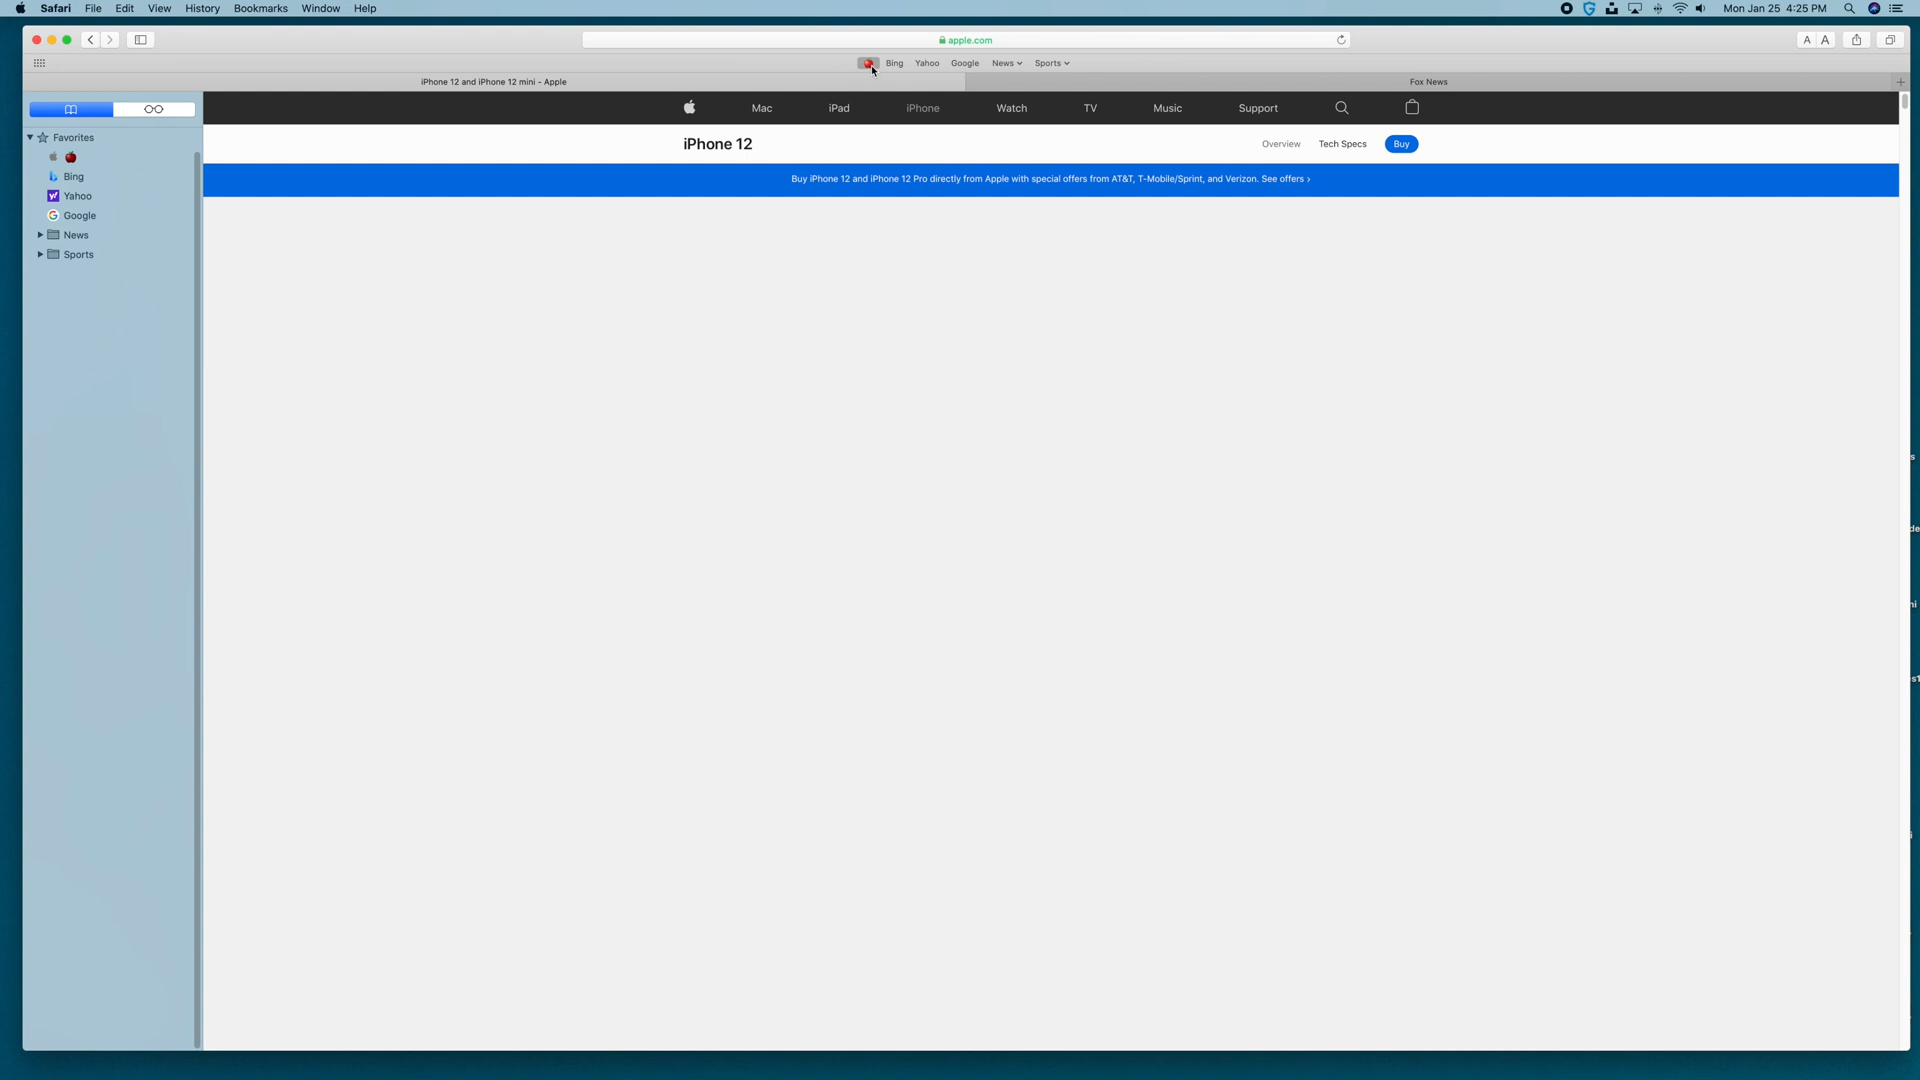 Safari File Edit View History Bookmarks Window Help Mon Jan 25 4:25 PM
apple.com A A
Bing Yahoo Google News Sports
iPhone 12 and iPhone 12 mini - Apple Fox News
Mac iPad iPhone Watch TV Music Support
Favorites
iPhone 12 Overview Tech Specs Buy
Bing
Buy iPhone 12 and iPhone 12 Pro directly from Apple with special offers from AT&T, T-Mobile/Sprint, and Verizon. See offers >
Yahoo
Google
News
Sports